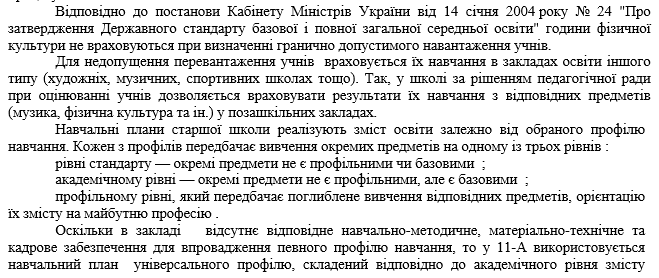 Відповідно до постанови Кабінету Міністрів України від 14 січня 2004 року № 24 "Про
затвердження Державного стандарту базової і повної загальної середньої освіти" години фізичної
культури не враховуються при визначенні гранично допустимого навантаження учнів.
Для недопущення перевантаження учнів враховується їх навчання в закладах освіти іншого
типу (художніх, музичних, спортивних школах тощо). Так, у школі за рішенням педагогічної ради
при оцінюванні учнів дозволяється враховувати результати їх навчання з відповідних предметів
(музика, фізична культура та ін.) у позашкільних закладах.
Навчальні плани старшої школи реалізують зміст освіти залежно від обраного профілю
навчання. Кожен з профілів передбачає вивчення окремих предметів на одному із трьох рівнів :
рівні стандарту — окремі предмети не є профільними чи базовими ;
академічному рівні — окремі предмети не є профільними, але є базовими ;
профільному рівні, який передбачає поглиблене вивчення відповідних предметів, орієнтацію
їх змісту на майбутню професію .
Оскільки в закладі відсутнє відповідне навчально-методичне, матеріально-технічне та
кадрове забезпечення для впровадження певного профілю навчання, то у 11-А використовується
навчальний план універсального профілю, складений відповідно до академічного рівня змісту